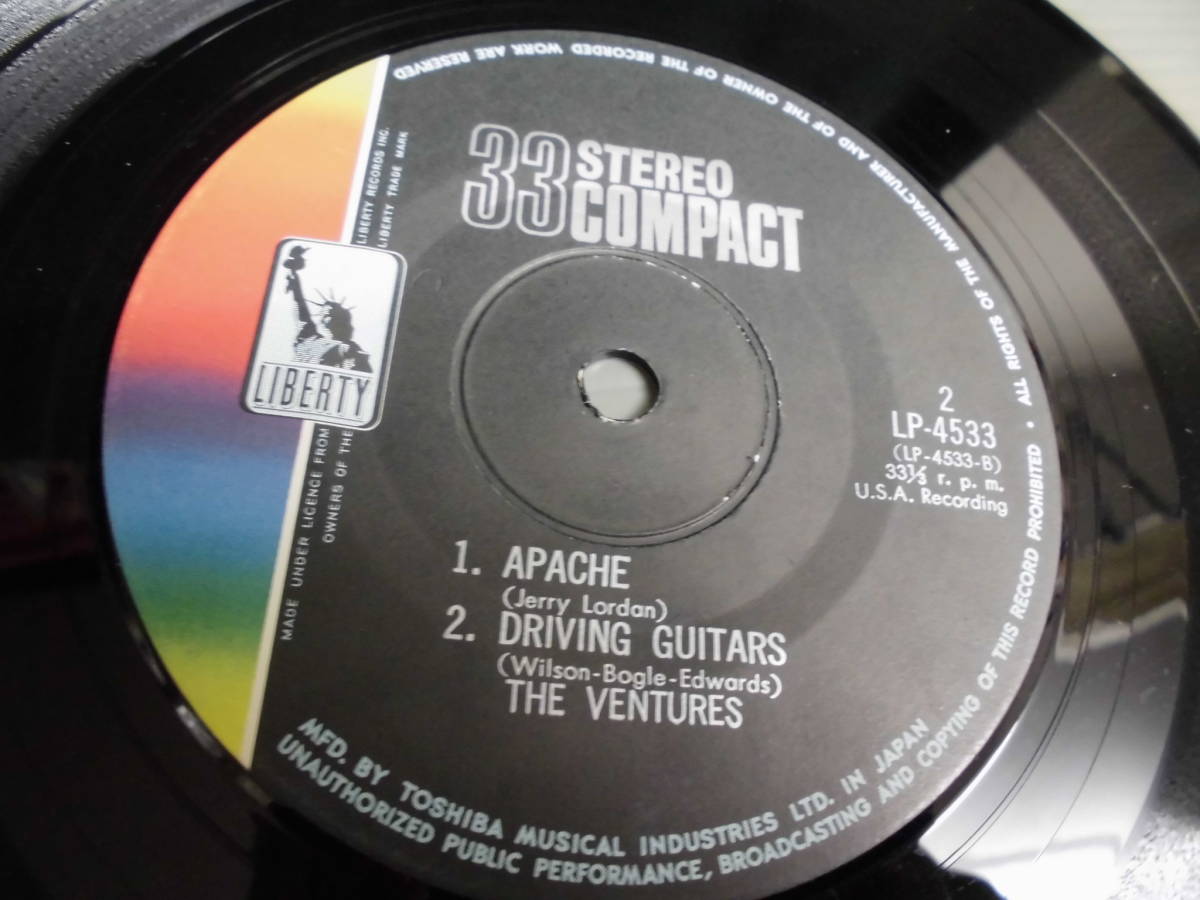 33 STEREO
COMPACT
LIBERTY RECORDS INC.
LIBERTY TRADE MARK
LIBERTY
MADE UNDER LICENCE FROM
OWNERS OF THE
2
LP-4533
(LP-4533-B)
33⅓ r. p. m.
U.S.A. Recording
1. APACHE
(Jerry Lordan)
2. DRIVING GUITARS
(Wilson-Bogle-Edwards)
THE VENTURES
MFD. BY TOSHIBA MUSICAL INDUSTRIES LTD. IN JAPAN
UNAUTHORIZED PUBLIC PERFORMANCE, BROADCASTING AND COPYING OF THIS RECORD PROHIBITED • ALL RIGHTS OF THE MANUFACTURER AND OF THE OWNER OF THE RECORDED WORK ARE RESERVED